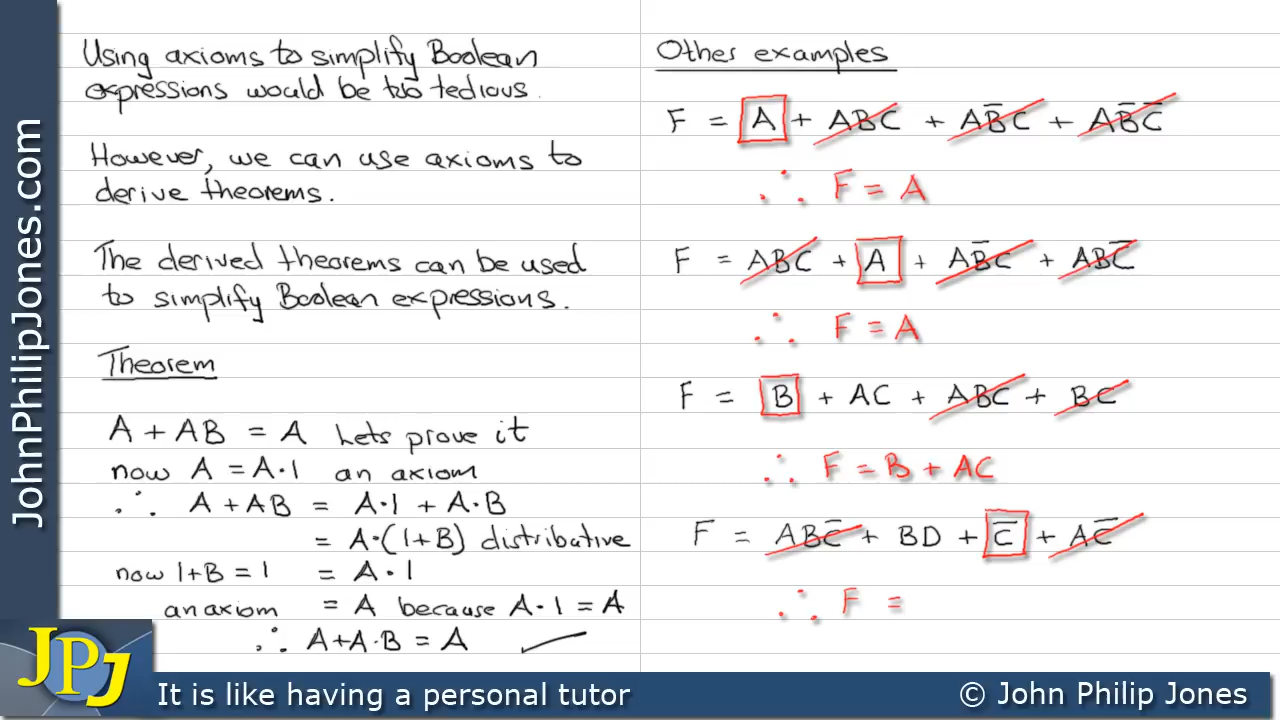 JohnPhilipJones.com
Using axioms to simplify Boolean
expressions would be too tedious.
However, we can use axioms to
derive theorems.
The derived theorems can be used
to simplify Boolean expressions.
Theorem
A + AB = A Lets prove it
now A = A·1 an axiom
∴ A + AB = A·1 + A·B
= A·(1+B) distributive
now 1+B = 1 = A·1
an axiom = A because A·1 = A
∴ A+A·B = A ✓
Other examples
F = A + ABC + AB̅C + AB̅C̅
∴ F = A
F = ABC + A + AB̅C + ABC̅
∴ F = A
F = B + AC + ABC + BC
∴ F = B + AC
F = ABC̅ + BD + C̅ + AC̅
∴ F =
JPJ It is like having a personal tutor © John Philip Jones